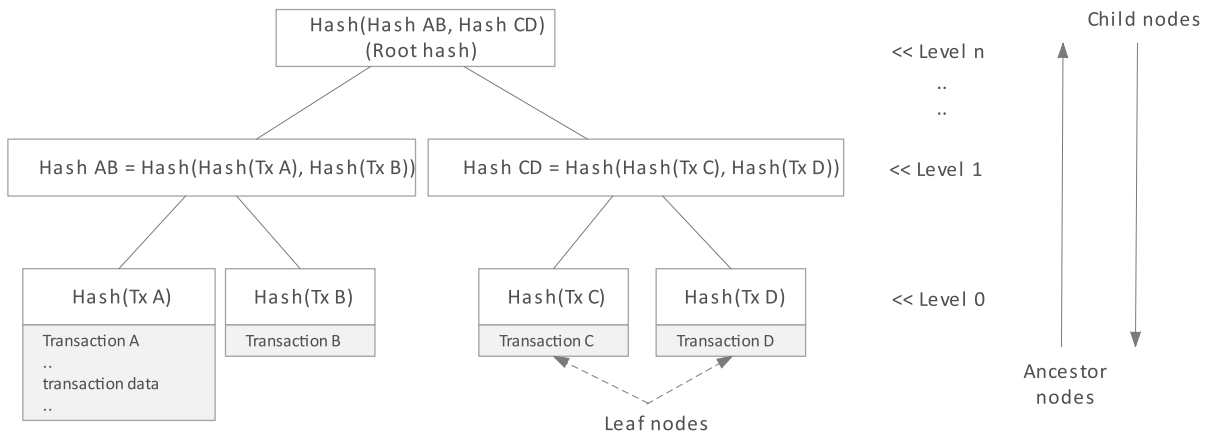 Child nodes
Hash(Hash AB, Hash CD)
(Root hash)
<< Level n
..
..
Hash AB = Hash(Hash(Tx A), Hash(Tx B))
Hash CD = Hash(Hash(Tx C), Hash(Tx D))
<< Level 1
Hash(Tx A)
Hash(Tx B)
Hash(Tx C)
Hash(Tx D)
<< Level 0
Transaction A
..
transaction data
..
Transaction B
Transaction C
Transaction D
Ancestor
nodes
Leaf nodes